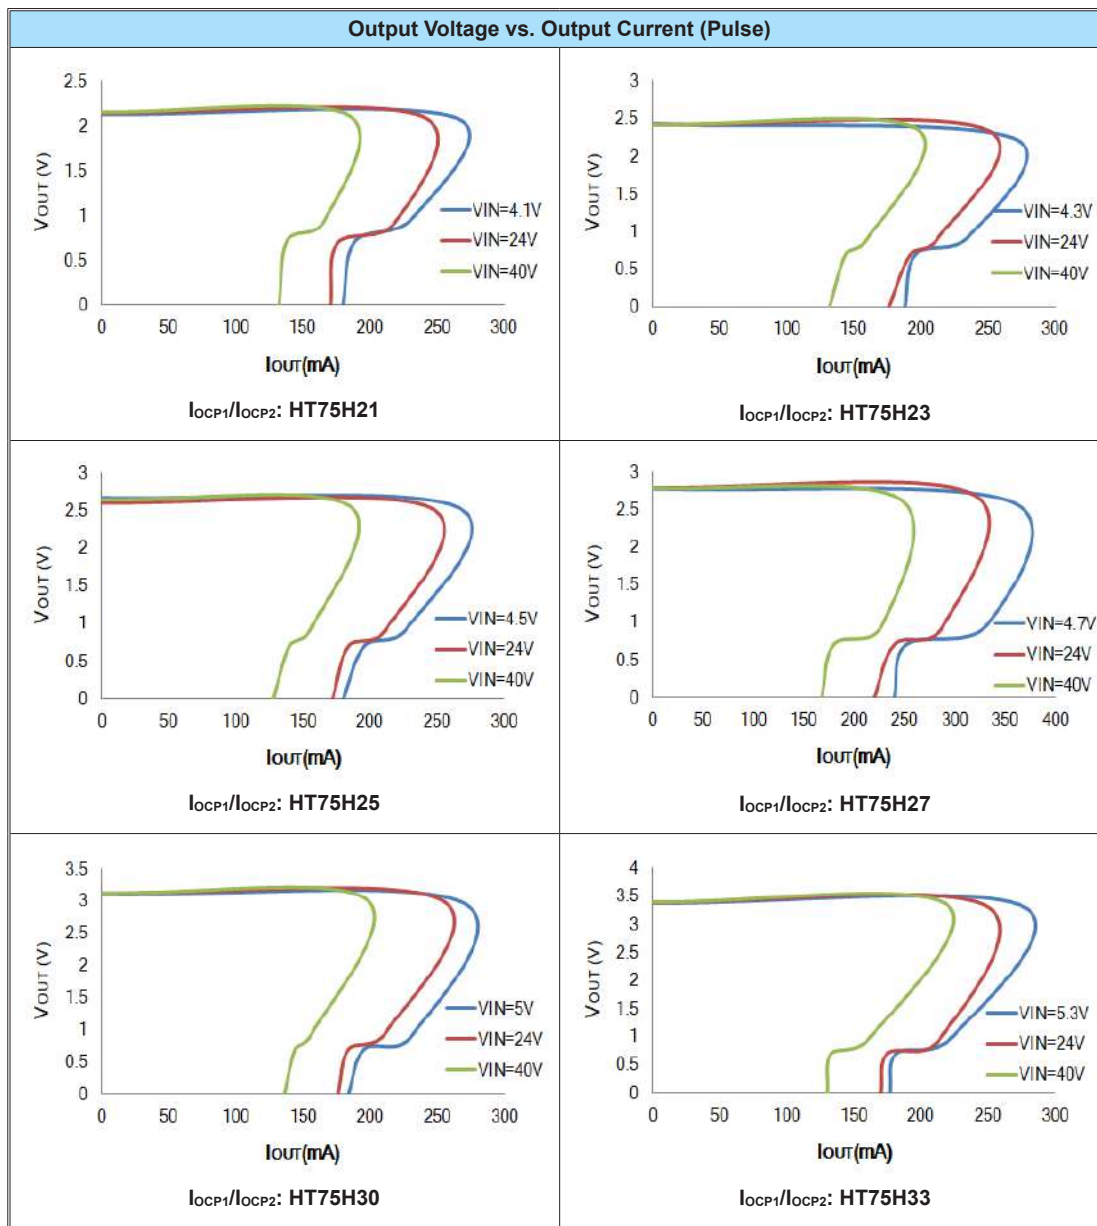 Output Voltage vs. Output Current (Pulse)
2.5
2
1.5
1
0.5
0
VOUT (V)
VIN=4.1V
VIN=24V
VIN=40V
0 50 100 150 200 250 300
IOUT(mA)
IOCP1/IOCP2: HT75H21
3
2.5
2
1.5
1
0.5
0
VOUT (V)
VIN=4.3V
VIN=24V
VIN=40V
0 50 100 150 200 250 300
IOUT(mA)
IOCP1/IOCP2: HT75H23
3
2.5
2
1.5
1
0.5
0
VOUT (V)
VIN=4.5V
VIN=24V
VIN=40V
0 50 100 150 200 250 300
IOUT(mA)
IOCP1/IOCP2: HT75H25
3
2.5
2
1.5
1
0.5
0
VOUT (V)
VIN=4.7V
VIN=24V
VIN=40V
0 50 100 150 200 250 300 350 400
IOUT(mA)
IOCP1/IOCP2: HT75H27
3.5
3
2.5
2
1.5
1
0.5
0
VOUT (V)
VIN=5V
VIN=24V
VIN=40V
0 50 100 150 200 250 300
IOUT(mA)
IOCP1/IOCP2: HT75H30
4
3.5
3
2.5
2
1.5
1
0.5
0
VOUT (V)
VIN=5.3V
VIN=24V
VIN=40V
0 50 100 150 200 250 300
IOUT(mA)
IOCP1/IOCP2: HT75H33